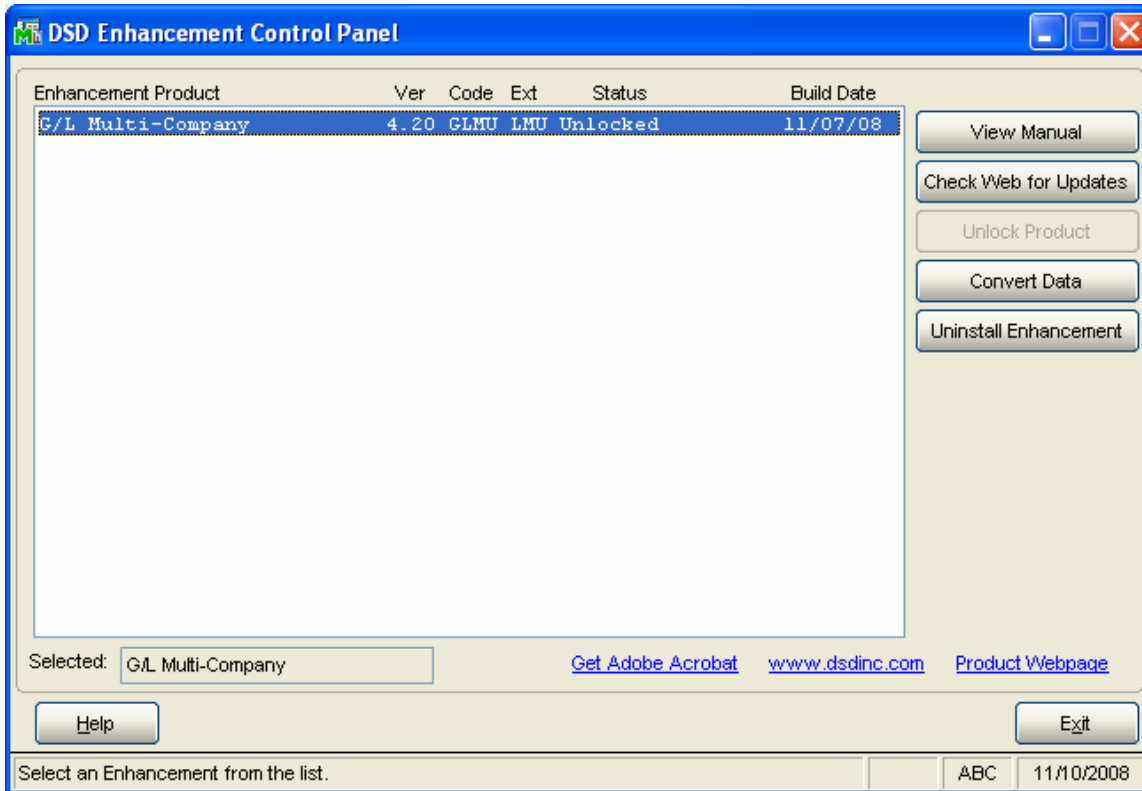 DSD Enhancement Control Panel
Enhancement Product Ver Code Ext Status Build Date
G/L Multi-Company 4.20 GLMU LMU Unlocked 11/07/08
View Manual
Check Web for Updates
Unlock Product
Convert Data
Uninstall Enhancement
Selected: G/L Multi-Company Get Adobe Acrobat www.dsdinc.com Product Webpage
Help Exit
Select an Enhancement from the list. ABC 11/10/2008